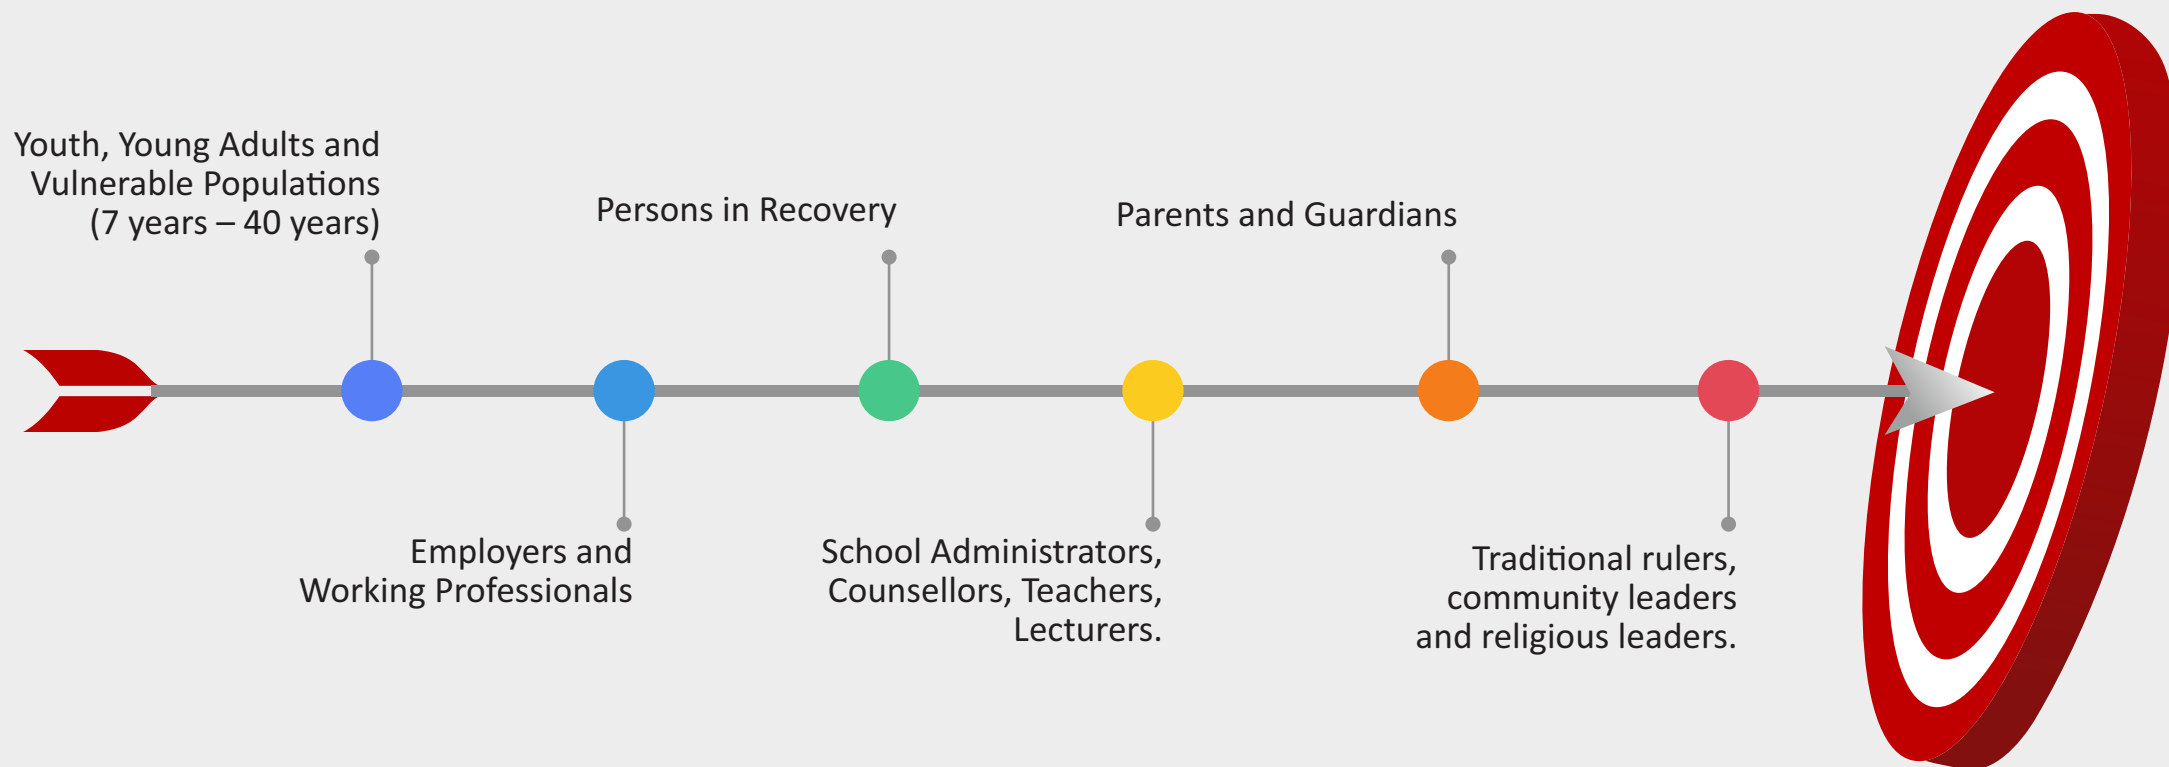 Youth, Young Adults and
Vulnerable Populations
(7 years – 40 years)
Employers and
Working Professionals
Persons in Recovery
School Administrators,
Counsellors, Teachers,
Lecturers.
Parents and Guardians
Traditional rulers,
community leaders
and religious leaders.